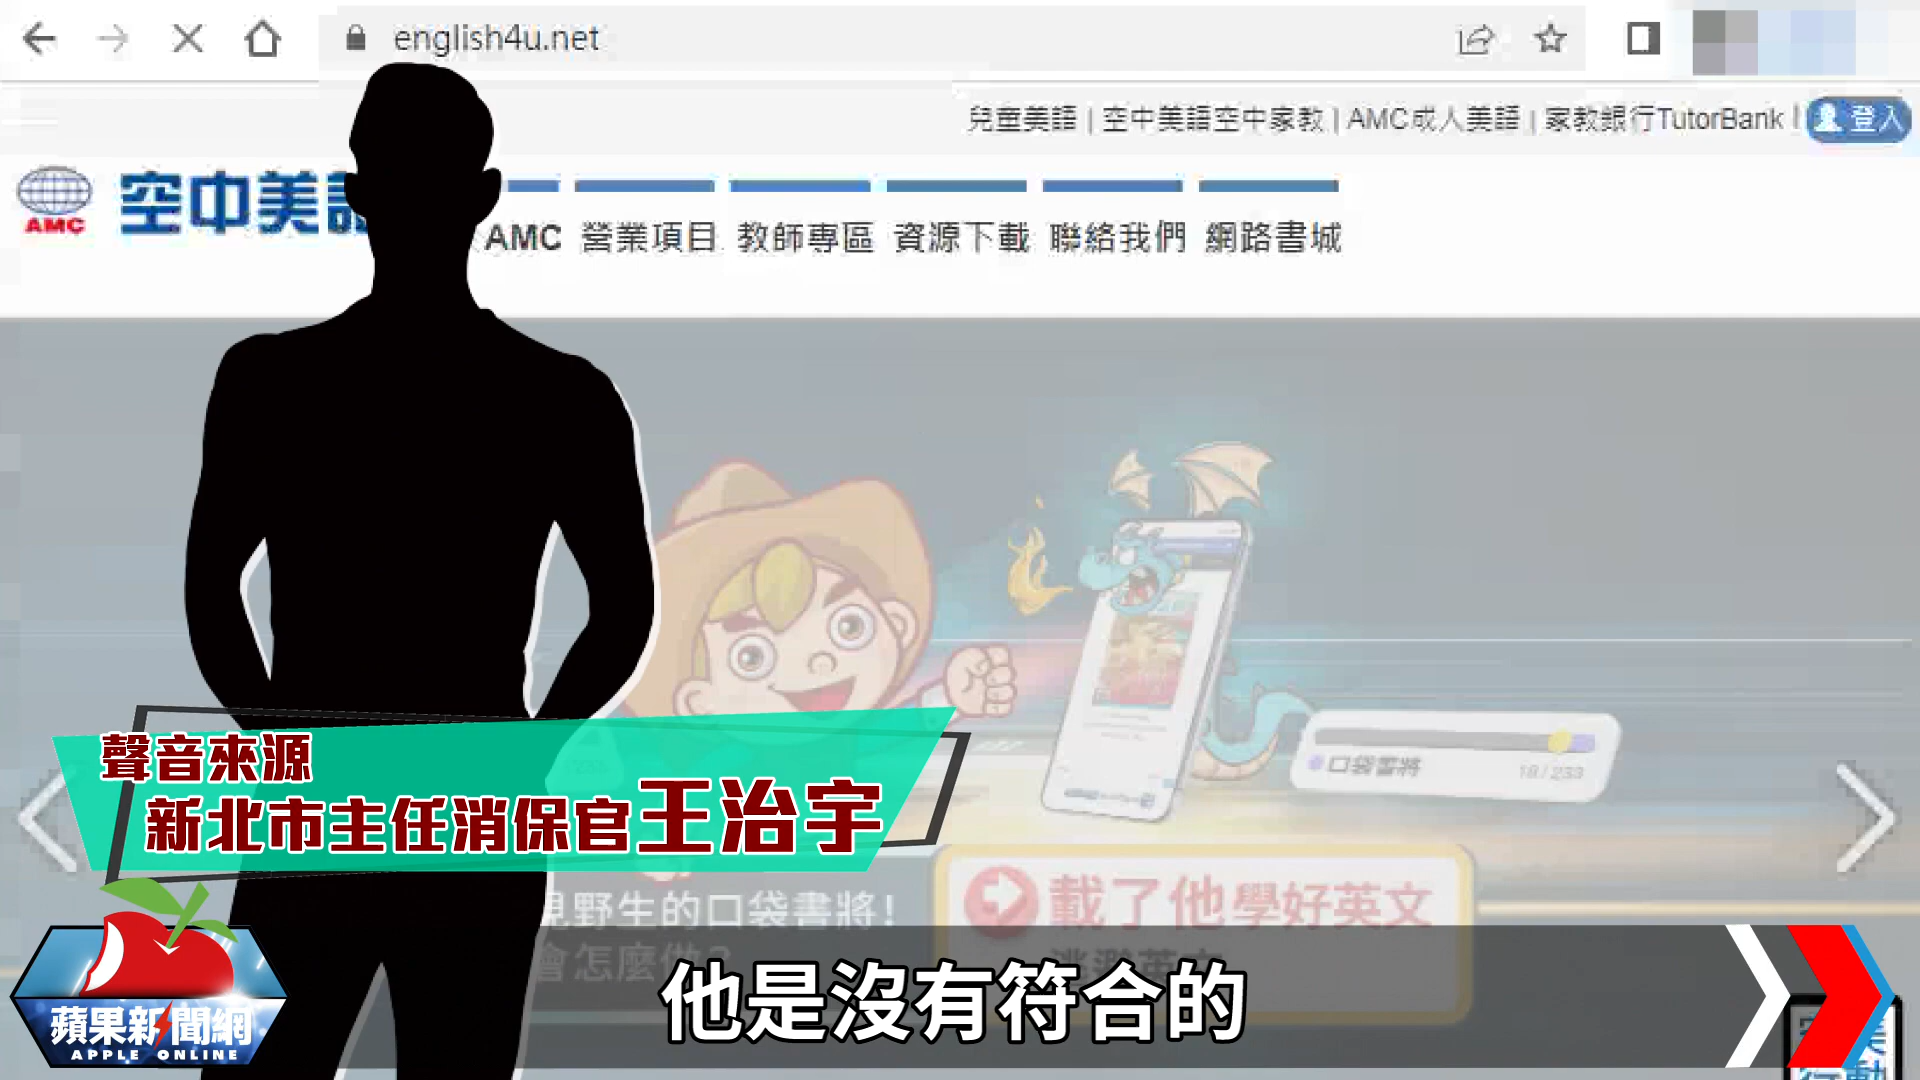 english4u.net
兒童美語 | 空中美語空中家教 | AMC成人美語 | 家教銀行TutorBank |
登入
AMC
空中美
AMC 營業項目 教師專區 資源下載 聯絡我們 網路書城
口袋書將 18/233
聲音來源
新北市主任消保官王治宇
野生的口袋書將!
會怎麼
載了他學好英文
他是沒有符合的
蘋果新聞網
APPLE ONLINE